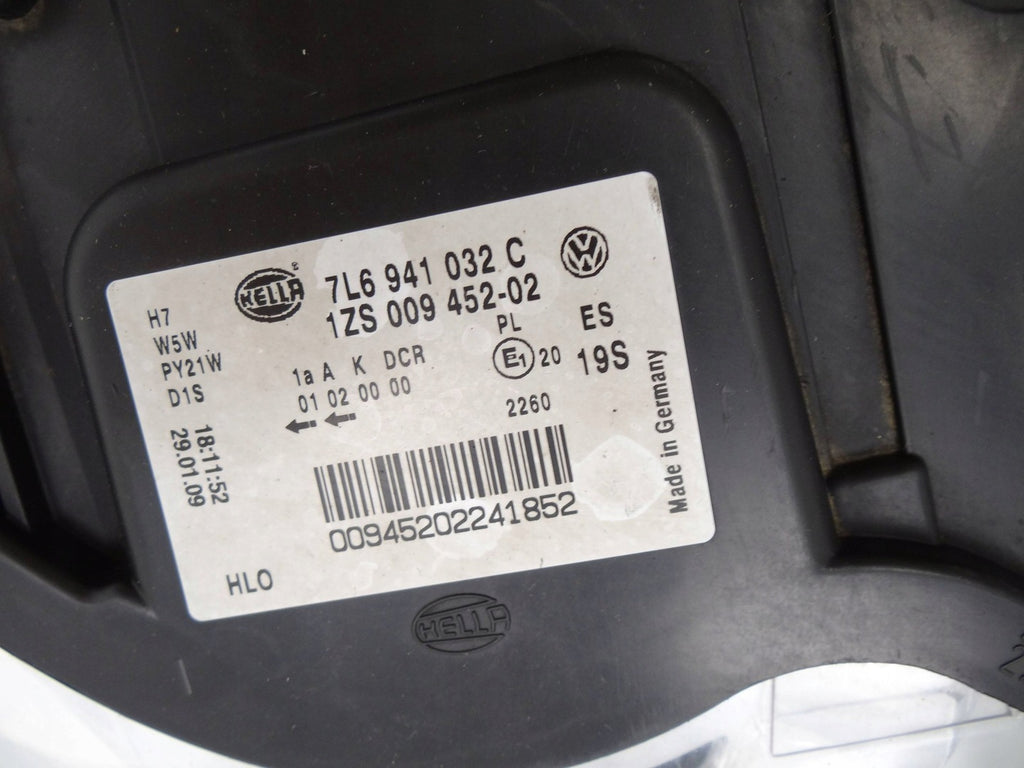 HELLA
7L6 941 032 C
1ZS 009 452-02
H7
W5W
PY21W
D1S
1a A K DCR
01 02 00 00
PL
E1 20
2260
ES
19S
18:11:52
29.01.09
Made in Germany
00945202241852
HLO
HELLA